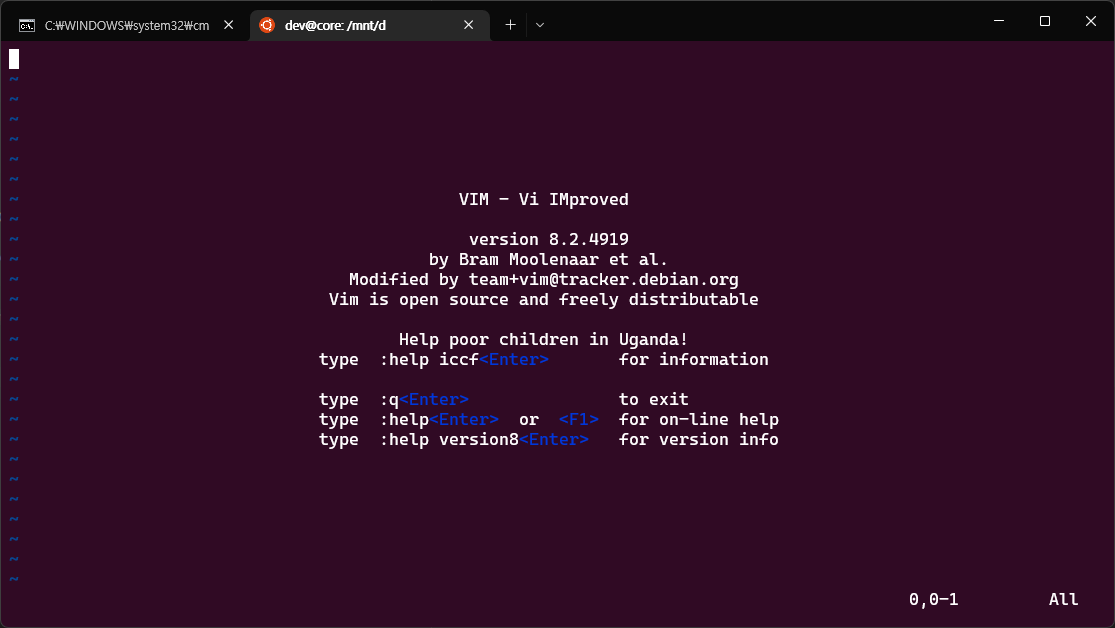 C:₩WINDOWS₩system32₩cm
dev@core: /mnt/d
~
~
~
~
~
~
~
VIM - Vi IMproved
~
~
version 8.2.4919
~
by Bram Moolenaar et al.
~
Modified by team+vim@tracker.debian.org
~
Vim is open source and freely distributable
~
~
Help poor children in Uganda!
~
type :help iccf<Enter> for information
~
~
type :q<Enter> to exit
~
type :help<Enter> or <F1> for on-line help
~
type :help version8<Enter> for version info
~
~
~
~
~
~
~
0,0-1 All